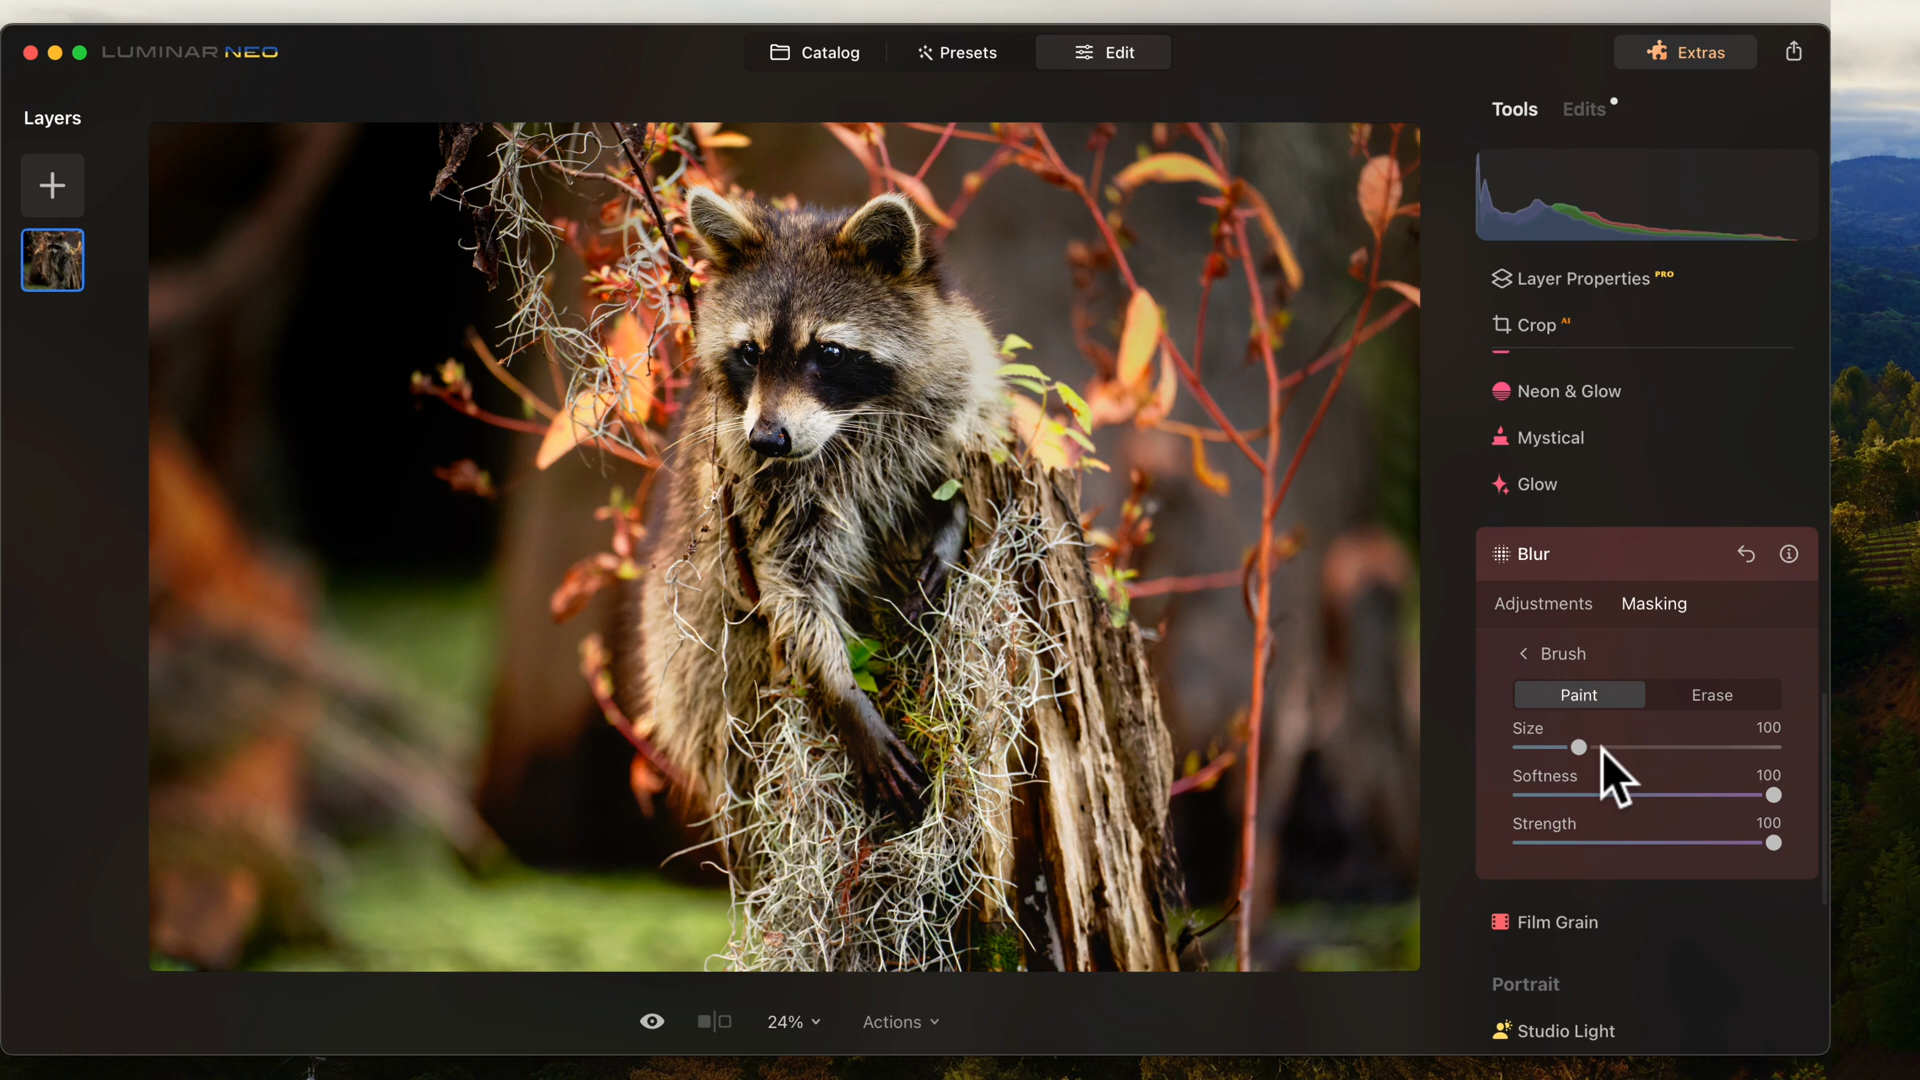 LUMINAR NEO
Catalog
Presets
Edit
Extras
Layers
Tools
Edits
Layer Properties PRO
Crop AI
Neon & Glow
Mystical
Glow
Blur
Adjustments
Masking
Brush
Paint
Erase
Size 100
Softness 100
Strength 100
Film Grain
Portrait
Studio Light
24%
Actions